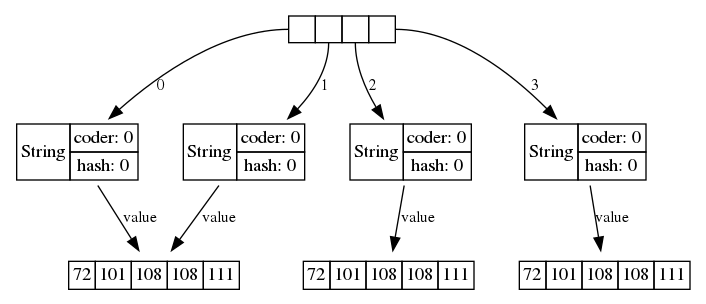 0 1 2 3
String coder: 0 String coder: 0 String coder: 0 String coder: 0
hash: 0 hash: 0 hash: 0 hash: 0
value value value value
72 101 108 108 111 72 101 108 108 111 72 101 108 108 111